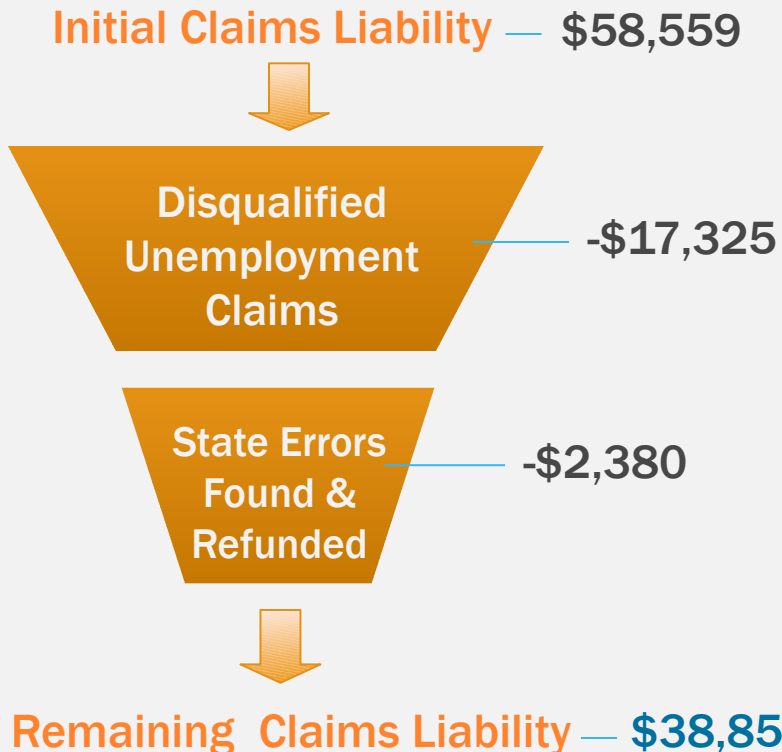 Initial Claims Liability $58,559
Disqualified
Unemployment
Claims
-$17,325
State Errors
Found &
Refunded
-$2,380
Remaining Claims Liability $38,85